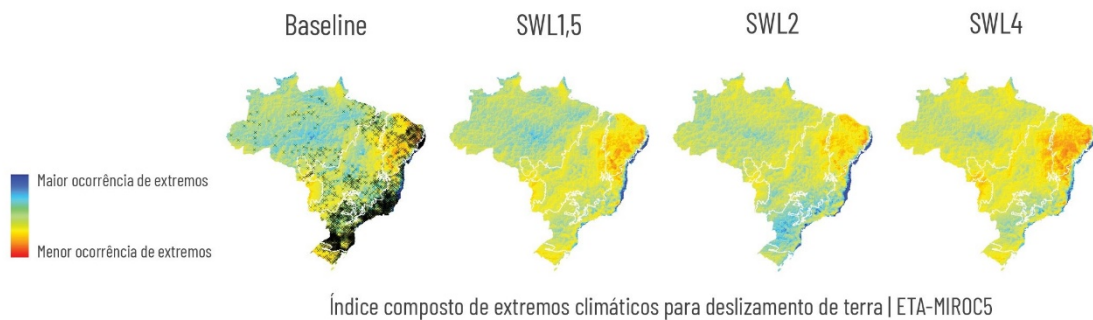 Baseline
SWL1,5
SWL2
SWL4
Maior ocorrência de extremos
Menor ocorrência de extremos
Índice composto de extremos climáticos para deslizamento de terra | ETA-MIROC5